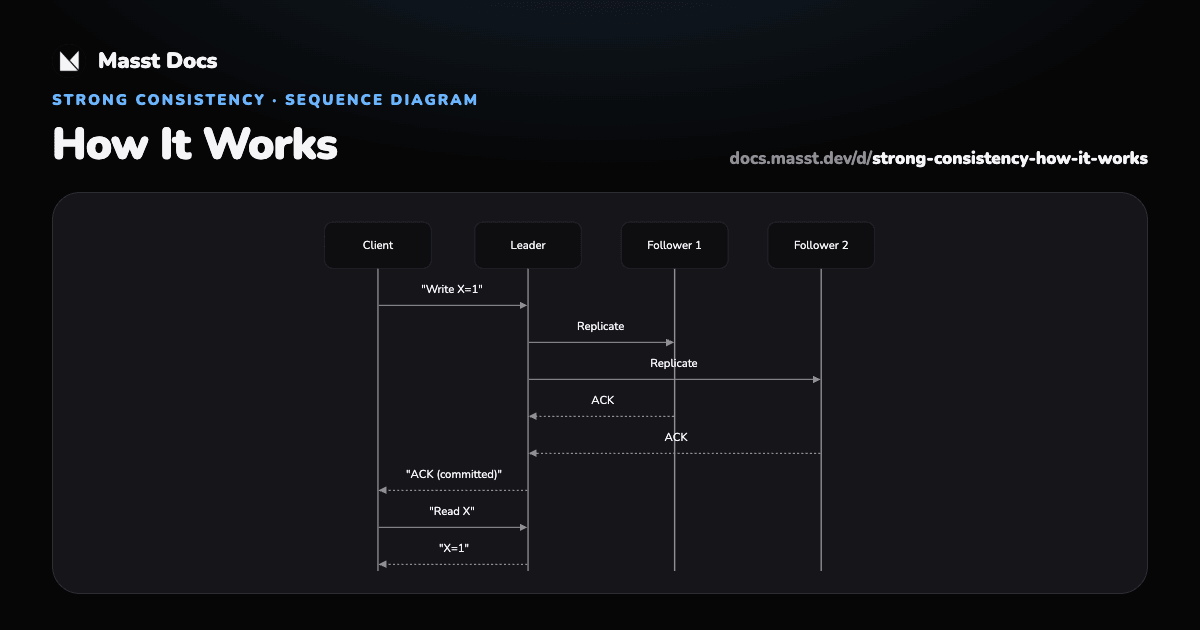 Masst Docs
STRONG CONSISTENCY · SEQUENCE DIAGRAM
How It Works
docs.masst.dev/d/strong-consistency-how-it-works
Client
Leader
Follower 1
Follower 2
"Write X=1"
Replicate
Replicate
ACK
ACK
"ACK (committed)"
"Read X"
"X=1"